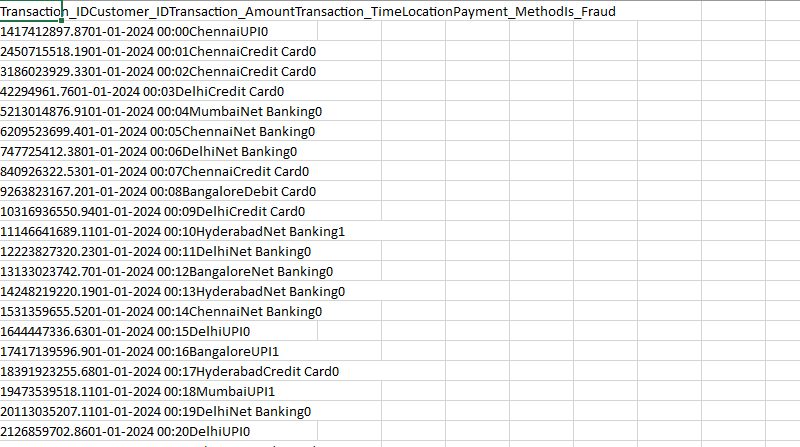 Transaction_IDCustomer_IDTransaction_AmountTransaction_TimeLocationPayment_MethodIs_Fraud
1417412897.8701-01-2024 00:00ChennaiUPI0
2450715518.1901-01-2024 00:01ChennaiCredit Card0
3186023929.3301-01-2024 00:02ChennaiCredit Card0
42294961.7601-01-2024 00:03DelhiCredit Card0
5213014876.9101-01-2024 00:04MumbaiNet Banking0
6209523699.401-01-2024 00:05ChennaiNet Banking0
747725412.3801-01-2024 00:06DelhiNet Banking0
840926322.5301-01-2024 00:07ChennaiCredit Card0
9263823167.201-01-2024 00:08BangaloreDebit Card0
10316936550.9401-01-2024 00:09DelhiCredit Card0
11146641689.1101-01-2024 00:10HyderabadNet Banking1
12223827320.2301-01-2024 00:11DelhiNet Banking0
13133023742.701-01-2024 00:12BangaloreNet Banking0
14248219220.1901-01-2024 00:13HyderabadNet Banking0
1531359655.5201-01-2024 00:14ChennaiNet Banking0
1644447336.6301-01-2024 00:15DelhiUPI0
17417139596.901-01-2024 00:16BangaloreUPI1
18391923255.6801-01-2024 00:17HyderabadCredit Card0
19473539518.1101-01-2024 00:18MumbaiUPI1
20113035207.1101-01-2024 00:19DelhiNet Banking0
2126859702.8601-01-2024 00:20DelhiUPI0